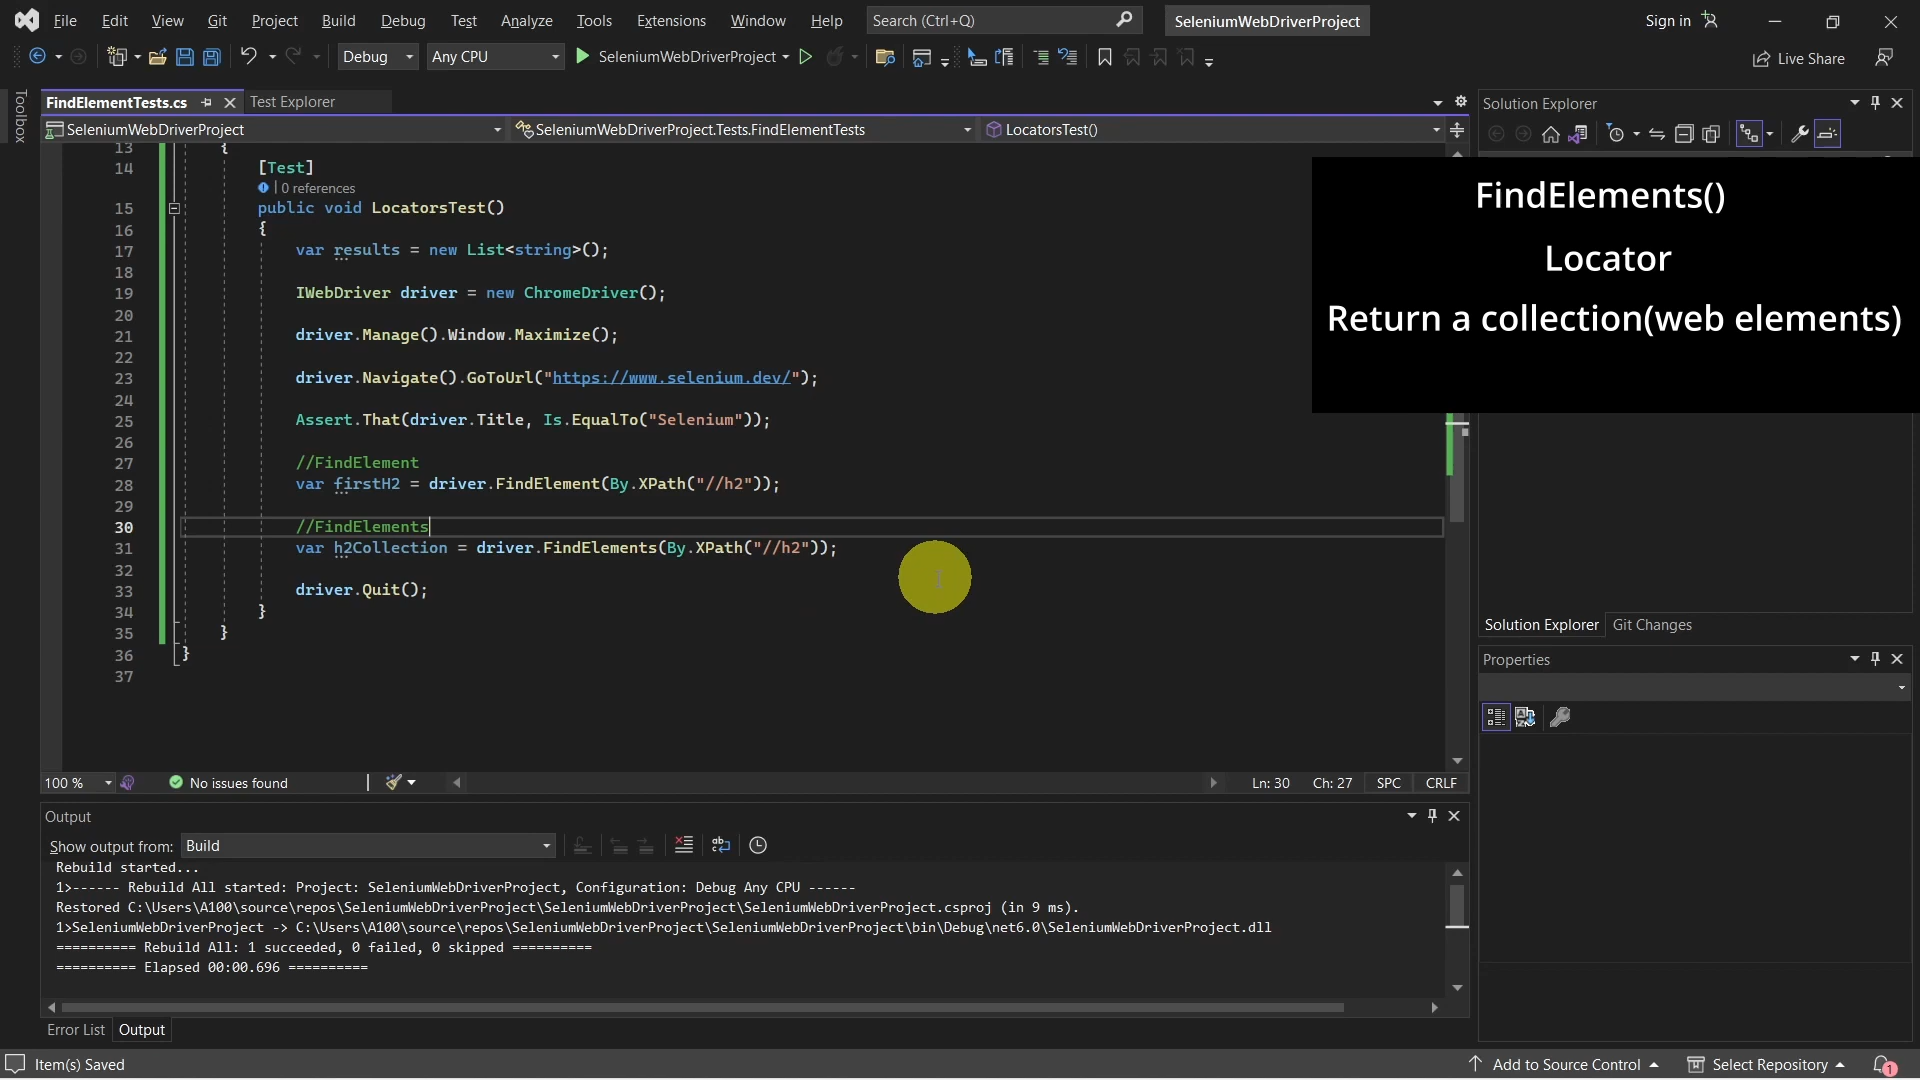 File Edit View Git Project Build Debug Test Analyze Tools Extensions Window Help Search (Ctrl+Q) SeleniumWebDriverProject Sign in
Debug Any CPU SeleniumWebDriverProject Live Share
Toolbox
FindElementTests.cs Test Explorer
SeleniumWebDriverProject SeleniumWebDriverProject.Tests.FindElementTests LocatorsTest()
13 {
14 [Test]
0 references
15 public void LocatorsTest()
16 {
17 var results = new List<string>();
18
19 IWebDriver driver = new ChromeDriver();
20
21 driver.Manage().Window.Maximize();
22
23 driver.Navigate().GoToUrl("https://www.selenium.dev/");
24
25 Assert.That(driver.Title, Is.EqualTo("Selenium"));
26
27 //FindElement
28 var firstH2 = driver.FindElement(By.XPath("//h2"));
29
30 //FindElements
31 var h2Collection = driver.FindElements(By.XPath("//h2"));
32
33 driver.Quit();
34 }
35 }
36 }
37
100 % No issues found Ln: 30 Ch: 27 SPC CRLF
Solution Explorer
FindElements()
Locator
Return a collection(web elements)
Solution Explorer Git Changes
Properties
Output
Show output from: Build
Rebuild started...
1>------ Rebuild All started: Project: SeleniumWebDriverProject, Configuration: Debug Any CPU ------
Restored C:\Users\A100\source\repos\SeleniumWebDriverProject\SeleniumWebDriverProject\SeleniumWebDriverProject.csproj (in 9 ms).
1>SeleniumWebDriverProject -> C:\Users\A100\source\repos\SeleniumWebDriverProject\SeleniumWebDriverProject\bin\Debug\net6.0\SeleniumWebDriverProject.dll
========== Rebuild All: 1 succeeded, 0 failed, 0 skipped ==========
========== Elapsed 00:00.696 ==========
Error List Output
Item(s) Saved Add to Source Control Select Repository 1